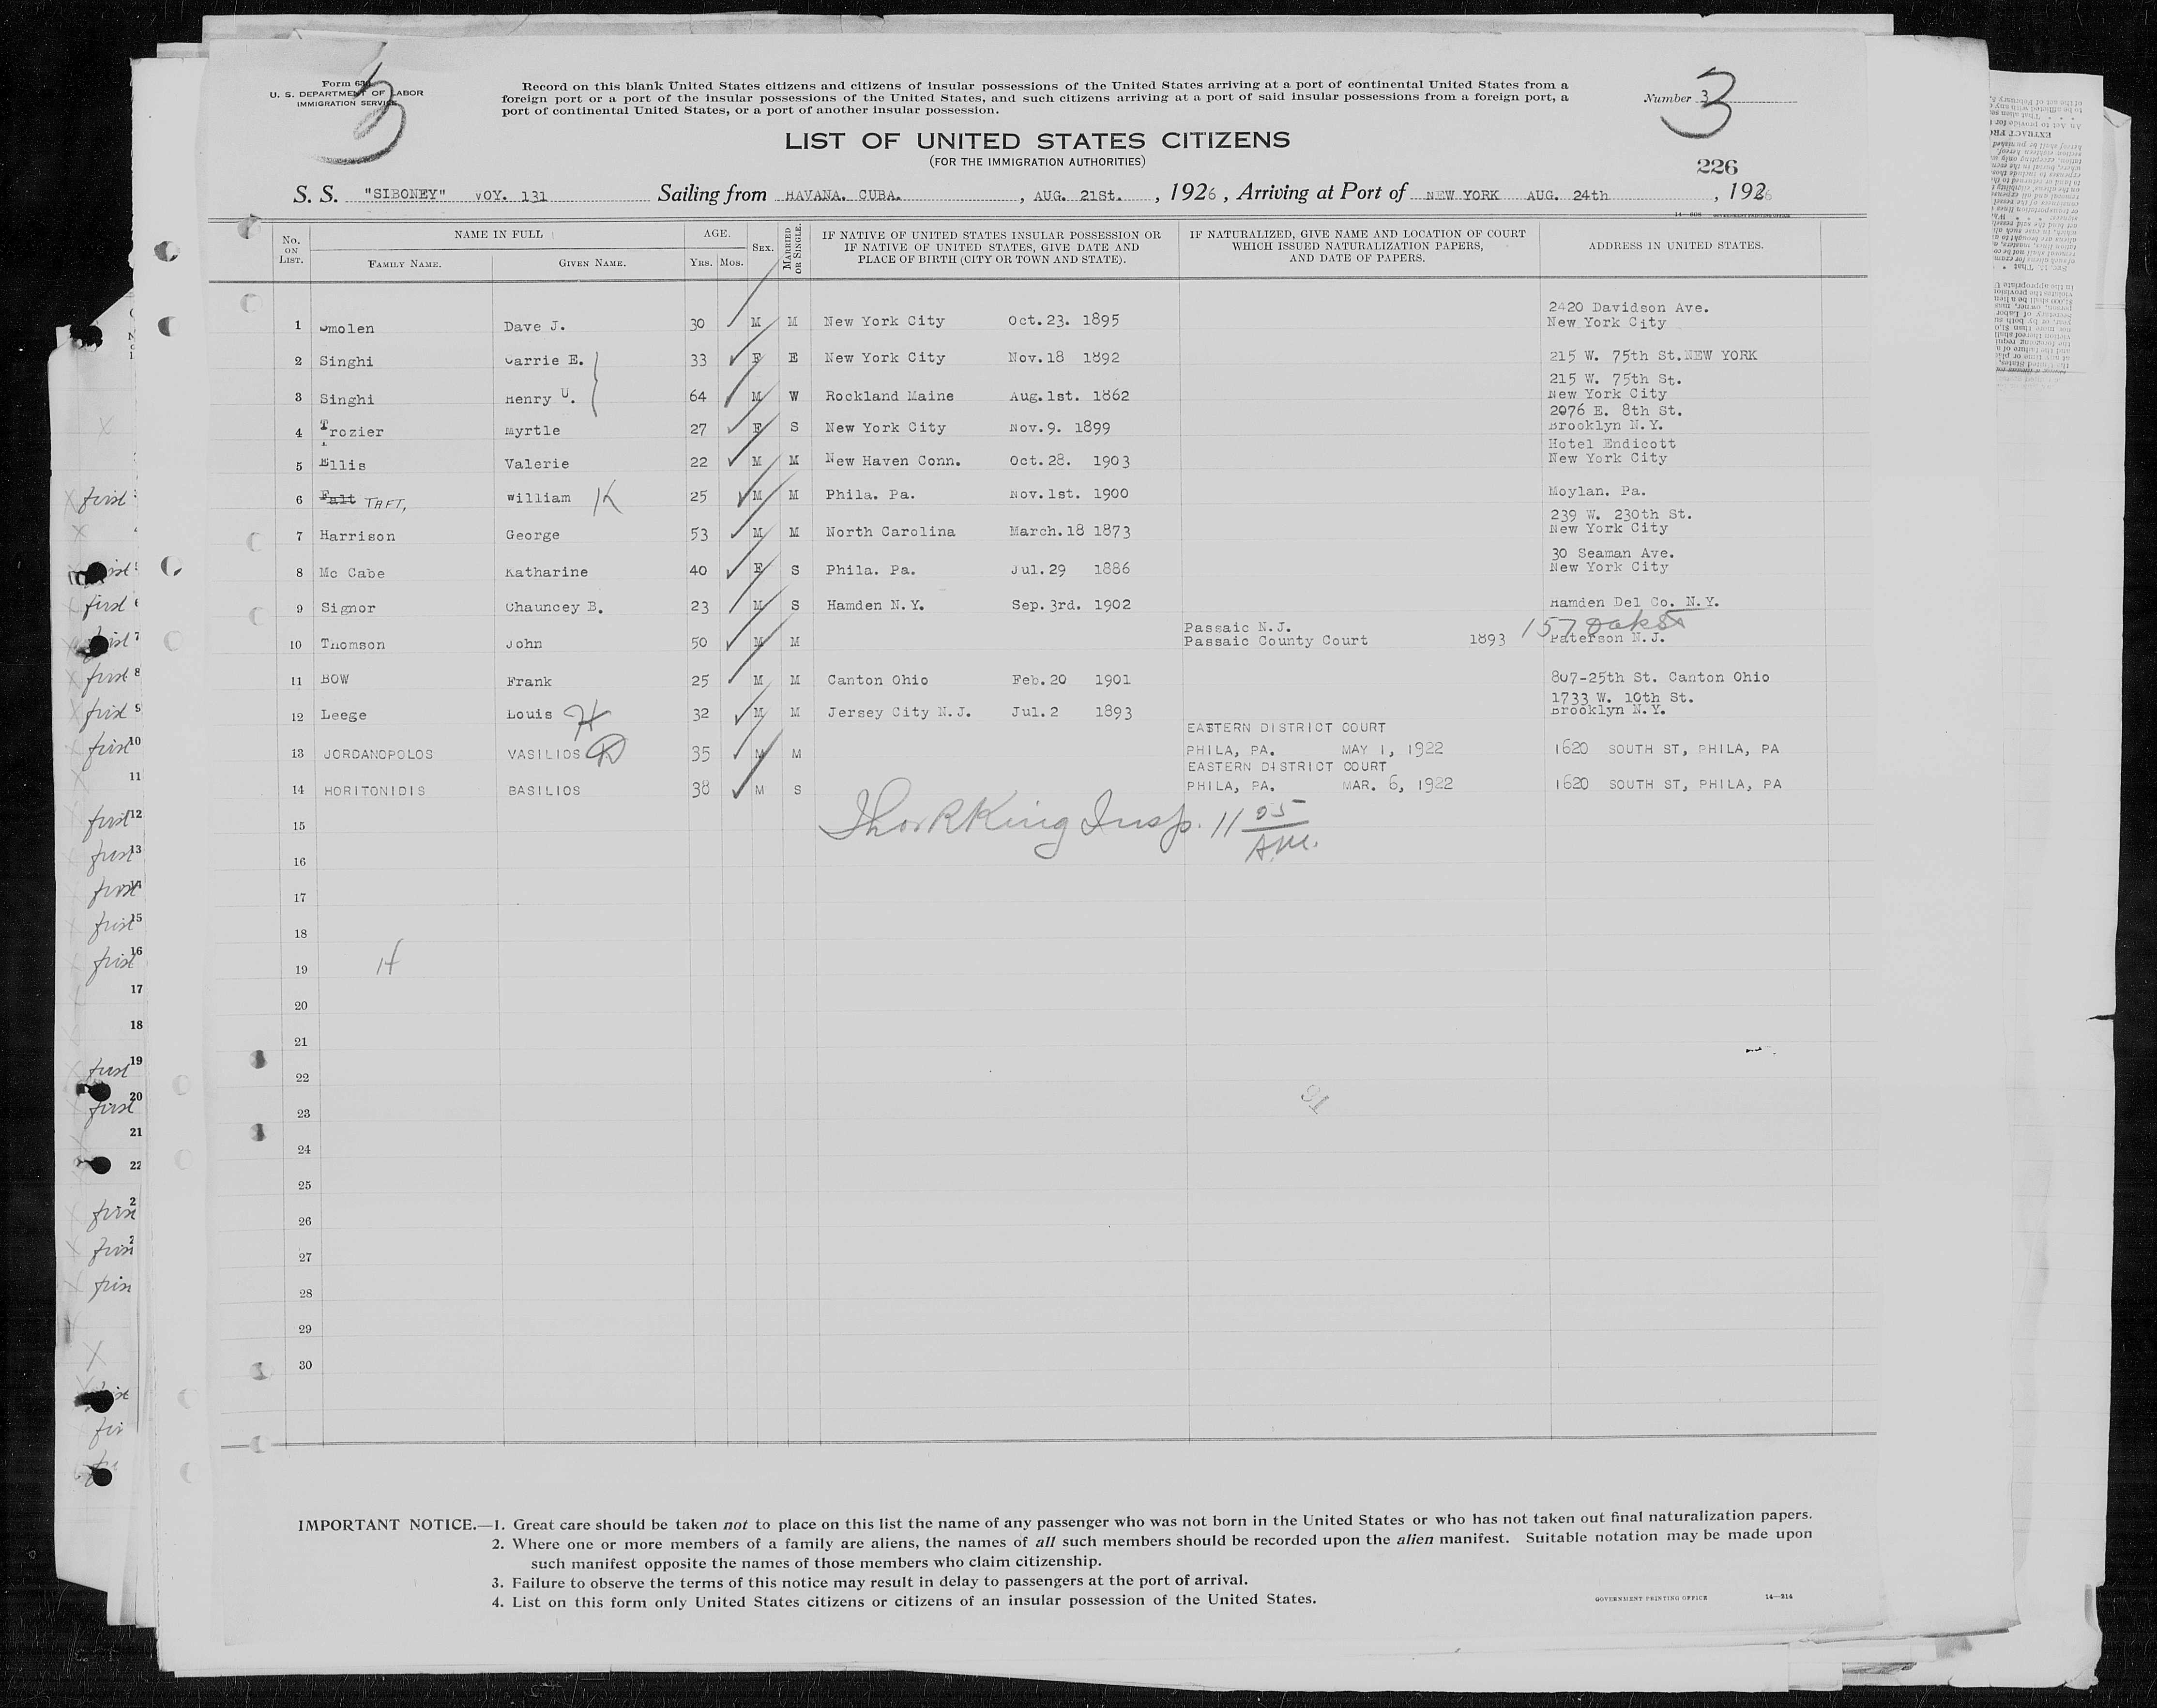 Form 630
U. S. DEPARTMENT OF LABOR
IMMIGRATION SERVICE
3
Record on this blank United States citizens and citizens of insular possessions of the United States arriving at a port of continental United States from a
foreign port or a port of the insular possessions of the United States, and such citizens arriving at a port of said insular possessions from a foreign port, a
port of continental United States, or a port of another insular possession.
Number 3
3
LIST OF UNITED STATES CITIZENS
(FOR THE IMMIGRATION AUTHORITIES)
226
S. S. "SIBONEY" VOY. 131 Sailing from HAVANA. CUBA. , AUG. 21St. , 1926 , Arriving at Port of NEW YORK AUG. 24th , 1926
No. ON LIST. NAME IN FULL FAMILY NAME. GIVEN NAME. AGE. YRS. MOS. SEX. MARRIED OR SINGLE. IF NATIVE OF UNITED STATES INSULAR POSSESSION OR IF NATIVE OF UNITED STATES, GIVE DATE AND PLACE OF BIRTH (CITY OR TOWN AND STATE). IF NATURALIZED, GIVE NAME AND LOCATION OF COURT WHICH ISSUED NATURALIZATION PAPERS, AND DATE OF PAPERS. ADDRESS IN UNITED STATES.
1 Smolen Dave J. 30 M M New York City Oct. 23. 1895 2420 Davidson Ave.
New York City
2 Singhi Carrie E. 33 F E New York City Nov. 18 1892 215 W. 75th St. NEW YORK
3 Singhi Henry U. 64 M W Rockland Maine Aug. 1st. 1862 215 W. 75th St.
New York City
4 Trozier Myrtle 27 F S New York City Nov. 9. 1899 2076 E. 8th St.
Brooklyn N.Y.
5 Ellis Valerie 22 M M New Haven Conn. Oct. 28. 1903 Hotel Endicott
New York City
6 Falt TAFT, William K 25 M M Phila. Pa. Nov. 1st. 1900 Moylan. Pa.
7 Harrison George 53 M M North Carolina March. 18 1873 239 W. 230th St.
New York City
8 Mc Cabe Katharine 40 F S Phila. Pa. Jul. 29 1886 30 Seaman Ave.
New York City
9 Signor Chauncey B. 23 M S Hamden N.Y. Sep. 3rd. 1902 Hamden Del Co. N.Y.
10 Thomson John 50 M M Passaic N.J.
Passaic County Court 1893 157 Oak St
Paterson N.J.
11 BOW Frank 25 M M Canton Ohio Feb. 20 1901 807-25th St. Canton Ohio
12 Leege Louis H 32 M M Jersey City N.J. Jul. 2 1893 1733 W. 10th St.
Brooklyn N.Y.
13 JORDANOPOLOS VASILIOS 35 M M EASTERN DISTRICT COURT
PHILA, PA. MAY 1, 1922 1620 SOUTH ST, PHILA, PA
14 HORITONIDIS BASILIOS 38 M S EASTERN DISTRICT COURT
PHILA, PA. MAR. 6, 1922 1620 SOUTH ST, PHILA, PA
15 King Insp. 11 05 A.M.
16
17
18
19 H
20
21
22
23
24
25
26
27
28
29
30
IMPORTANT NOTICE.—1. Great care should be taken not to place on this list the name of any passenger who was not born in the United States or who has not taken out final naturalization papers.
2. Where one or more members of a family are aliens, the names of all such members should be recorded upon the alien manifest. Suitable notation may be made upon
such manifest opposite the names of those members who claim citizenship.
3. Failure to observe the terms of this notice may result in delay to passengers at the port of arrival.
4. List on this form only United States citizens or citizens of an insular possession of the United States.
GOVERNMENT PRINTING OFFICE 14—314